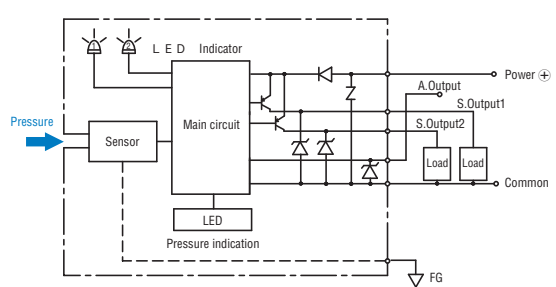 1 2 L E D Indicator
Power ⊕
A.Output
S.Output1
Pressure
Main circuit
S.Output2
Sensor
Load Load
Common
LED
Pressure indication
FG